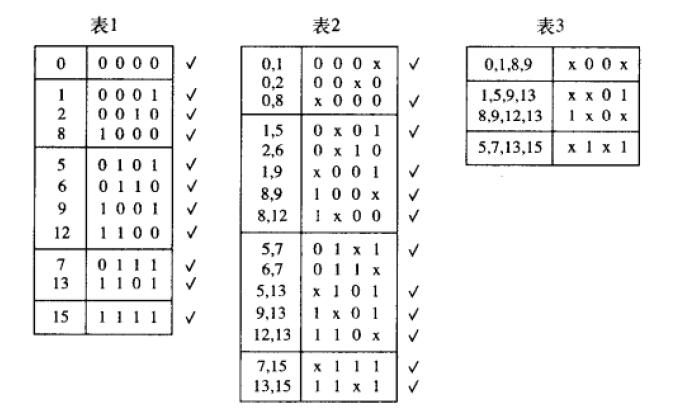 表1
0 0 0 0 0 ✓
1 0 0 0 1 ✓
2 0 0 1 0 ✓
8 1 0 0 0 ✓
5 0 1 0 1 ✓
6 0 1 1 0 ✓
9 1 0 0 1 ✓
12 1 1 0 0 ✓
7 0 1 1 1 ✓
13 1 1 0 1 ✓
15 1 1 1 1 ✓
表2
0,1 0 0 0 x ✓
0,2 0 0 x 0
0,8 x 0 0 0 ✓
1,5 0 x 0 1 ✓
2,6 0 x 1 0
1,9 x 0 0 1 ✓
8,9 1 0 0 x ✓
8,12 1 x 0 0 ✓
5,7 0 1 x 1 ✓
6,7 0 1 1 x
5,13 x 1 0 1 ✓
9,13 1 x 0 1 ✓
12,13 1 1 0 x ✓
7,15 x 1 1 1 ✓
13,15 1 1 x 1 ✓
表3
0,1,8,9 x 0 0 x
1,5,9,13 x x 0 1
8,9,12,13 1 x 0 x
5,7,13,15 x 1 x 1